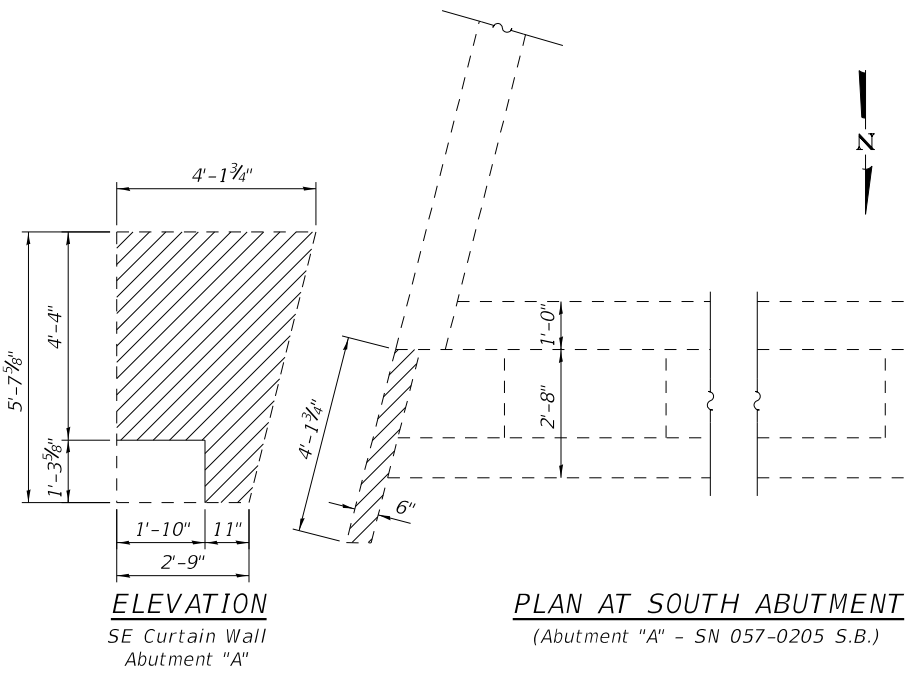 4'-1¾"
5'-7⅝"
4'-4"
1'-3⅝"
1'-10"
11"
2'-9"
ELEVATION
SE Curtain Wall
Abutment "A"
4'-1¾"
6"
1'-0"
2'-8"
N
PLAN AT SOUTH ABUTMENT
(Abutment "A" - SN 057-0205 S.B.)